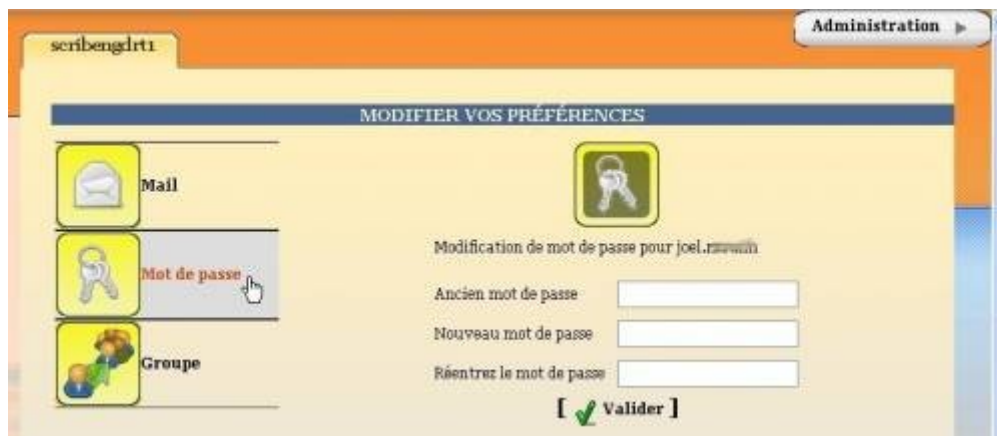 Administration
scribengdrt1
MODIFIER VOS PRÉFÉRENCES
Mail
Mot de passe
Groupe
Modification de mot de passe pour joel.
Ancien mot de passe
Nouveau mot de passe
Réentrez le mot de passe
[ Valider ]